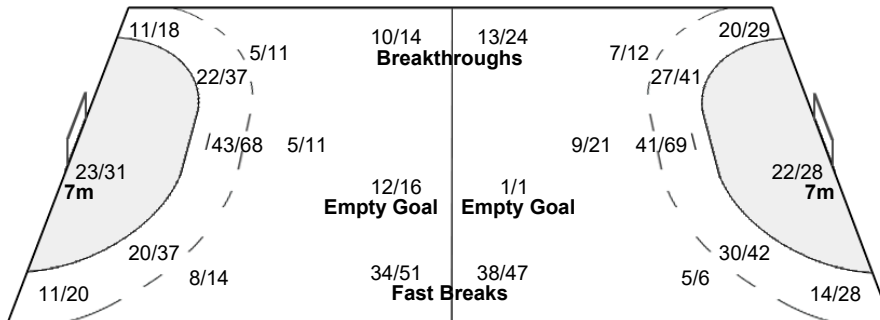 11/18 10/14 13/24 20/29
5/11 Breakthroughs 7/12
22/37 27/41
43/68 5/11 9/21 41/69
23/31 22/28
7m 12/16 1/1 7m
Empty Goal Empty Goal
20/37 30/42
8/14 34/51 38/47 5/6
11/20 Fast Breaks 14/28